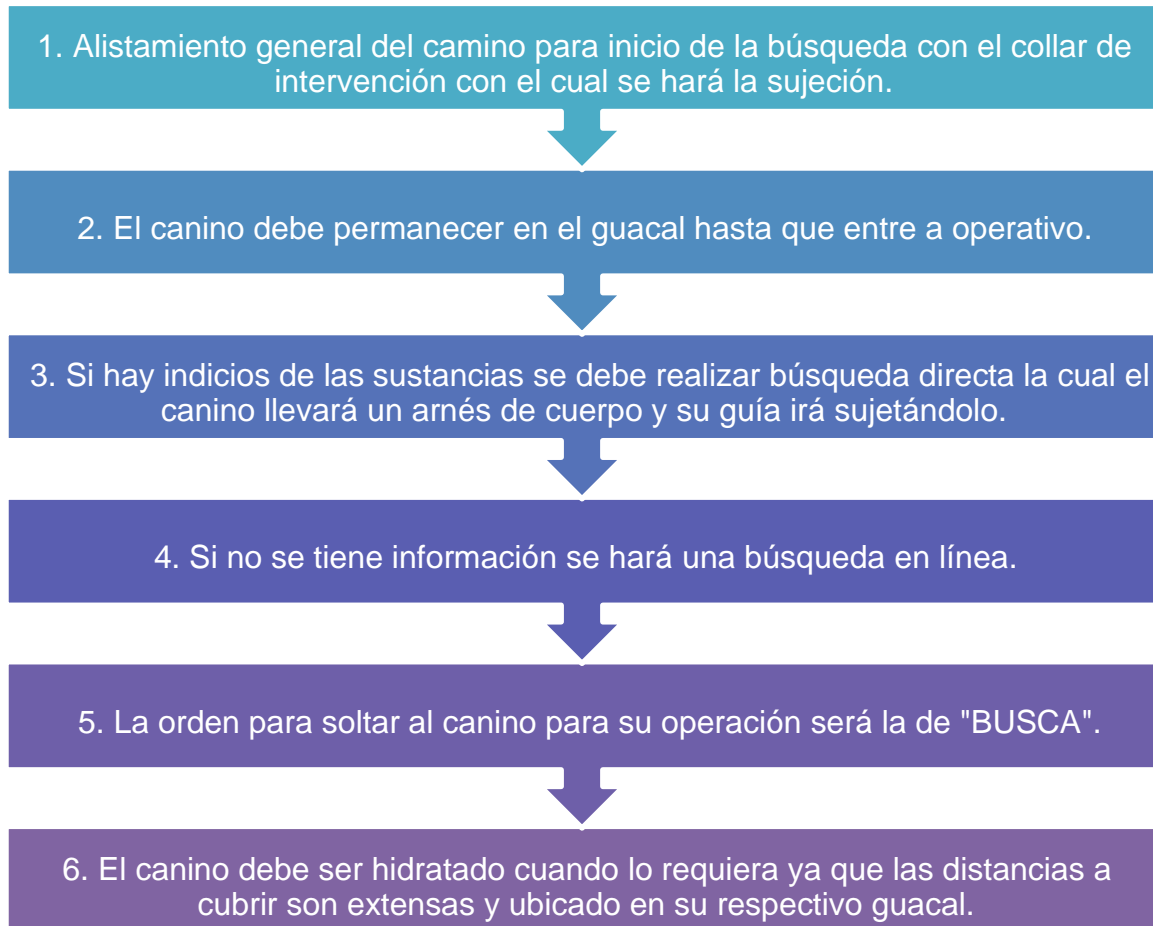 1. Alistamiento general del camino para inicio de la búsqueda con el collar de
intervención con el cual se hará la sujeción.
2. El canino debe permanecer en el guacal hasta que entre a operativo.
3. Si hay indicios de las sustancias se debe realizar búsqueda directa la cual el
canino llevará un arnés de cuerpo y su guía irá sujetándolo.
4. Si no se tiene información se hará una búsqueda en línea.
5. La orden para soltar al canino para su operación será la de "BUSCA".
6. El canino debe ser hidratado cuando lo requiera ya que las distancias a
cubrir son extensas y ubicado en su respectivo guacal.